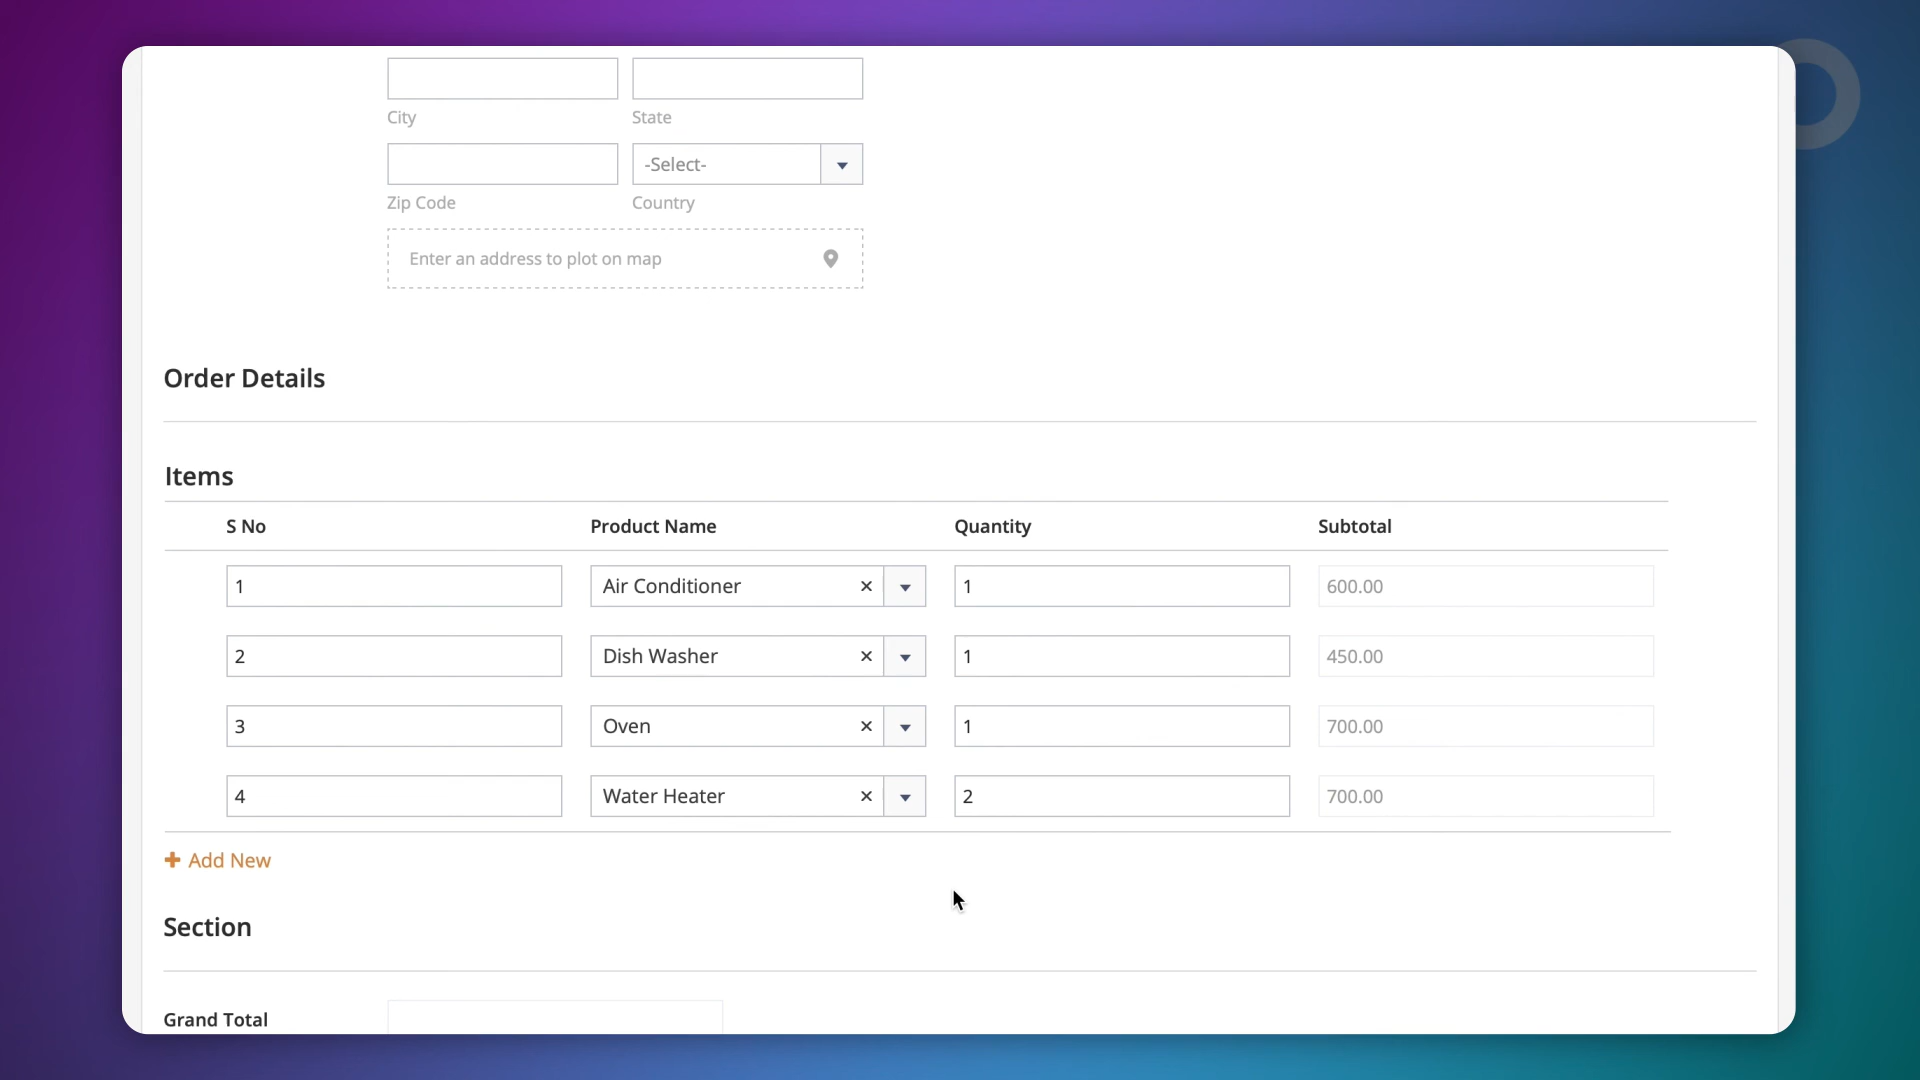 City State
-Select-
Zip Code Country
Enter an address to plot on map
Order Details
Items
S No Product Name Quantity Subtotal
1 Air Conditioner 1 600.00
2 Dish Washer 1 450.00
3 Oven 1 700.00
4 Water Heater 2 700.00
Add New
Section
Grand Total